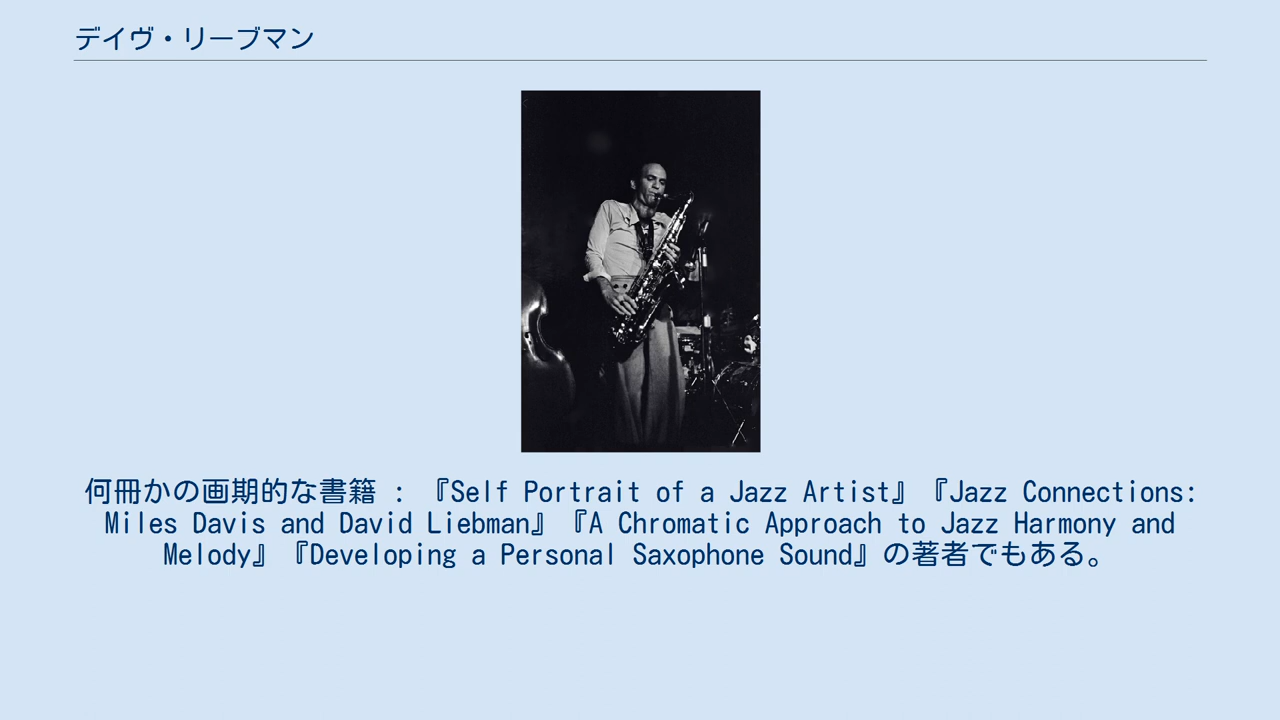 デイヴ・リーブマン
何冊かの画期的な書籍 : 『Self Portrait of a Jazz Artist』『Jazz Connections:
Miles Davis and David Liebman』『A Chromatic Approach to Jazz Harmony and
Melody』『Developing a Personal Saxophone Sound』の著者でもある。